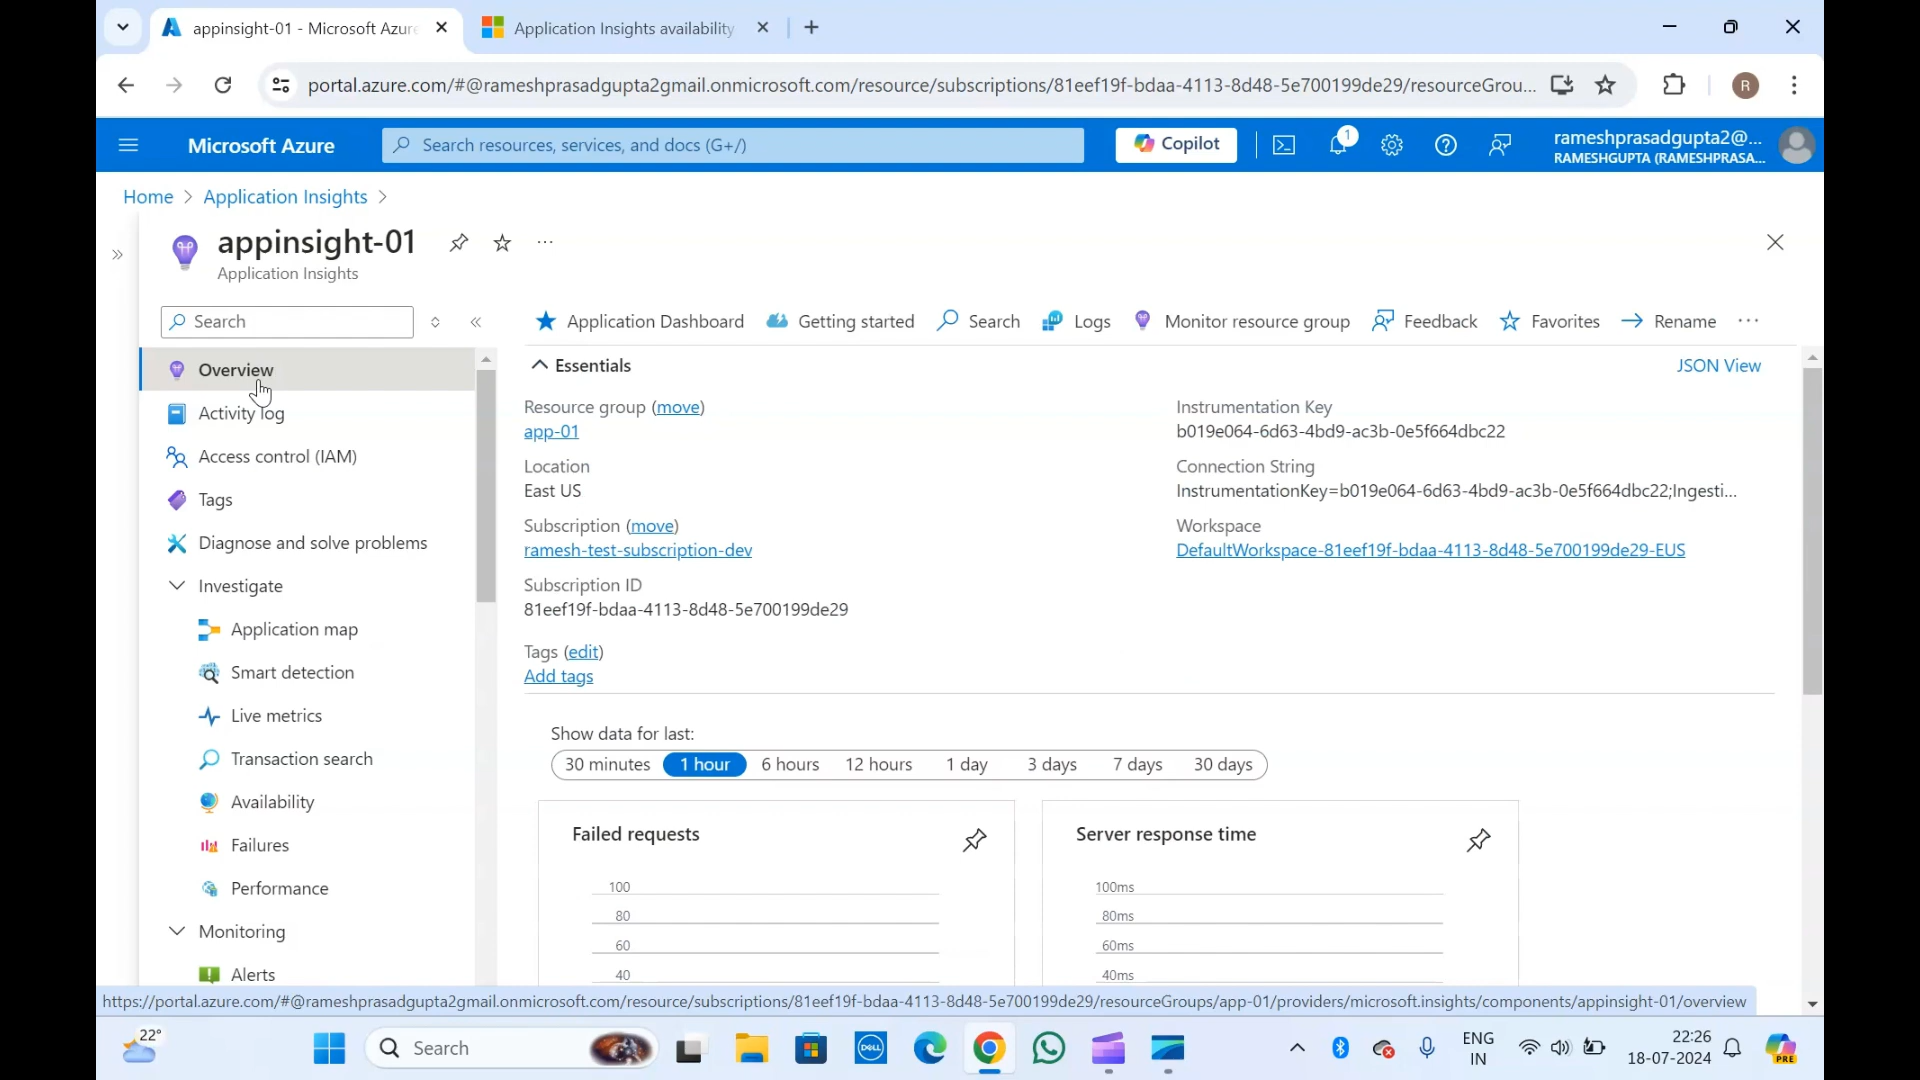 appinsight-01 - Microsoft Azure
Application Insights availability
portal.azure.com/#@rameshprasadgupta2gmail.onmicrosoft.com/resource/subscriptions/81eef19f-bdaa-4113-8d48-5e700199de29/resourceGrou...
R
Microsoft Azure
Search resources, services, and docs (G+/)
Copilot
1
rameshprasadgupta2@...
RAMESHGUPTA (RAMESHPRASA...
Home > Application Insights >
appinsight-01
Application Insights
Search
Application Dashboard
Getting started
Search
Logs
Monitor resource group
Feedback
Favorites
Rename
Overview
Activity log
Access control (IAM)
Tags
Diagnose and solve problems
Investigate
Application map
Smart detection
Live metrics
Transaction search
Availability
Failures
Performance
Monitoring
Alerts
Essentials
JSON View
Resource group (move)
app-01
Location
East US
Subscription (move)
ramesh-test-subscription-dev
Subscription ID
81eef19f-bdaa-4113-8d48-5e700199de29
Tags (edit)
Add tags
Instrumentation Key
b019e064-6d63-4bd9-ac3b-0e5f664dbc22
Connection String
InstrumentationKey=b019e064-6d63-4bd9-ac3b-0e5f664dbc22;Ingesti...
Workspace
DefaultWorkspace-81eef19f-bdaa-4113-8d48-5e700199de29-EUS
Show data for last:
30 minutes 1 hour 6 hours 12 hours 1 day 3 days 7 days 30 days
Failed requests
100
80
60
40
Server response time
100ms
80ms
60ms
40ms
https://portal.azure.com/#@rameshprasadgupta2gmail.onmicrosoft.com/resource/subscriptions/81eef19f-bdaa-4113-8d48-5e700199de29/resourceGroups/app-01/providers/microsoft.insights/components/appinsight-01/overview
22°
Search
DELL
ENG
IN
22:26
18-07-2024
PRE